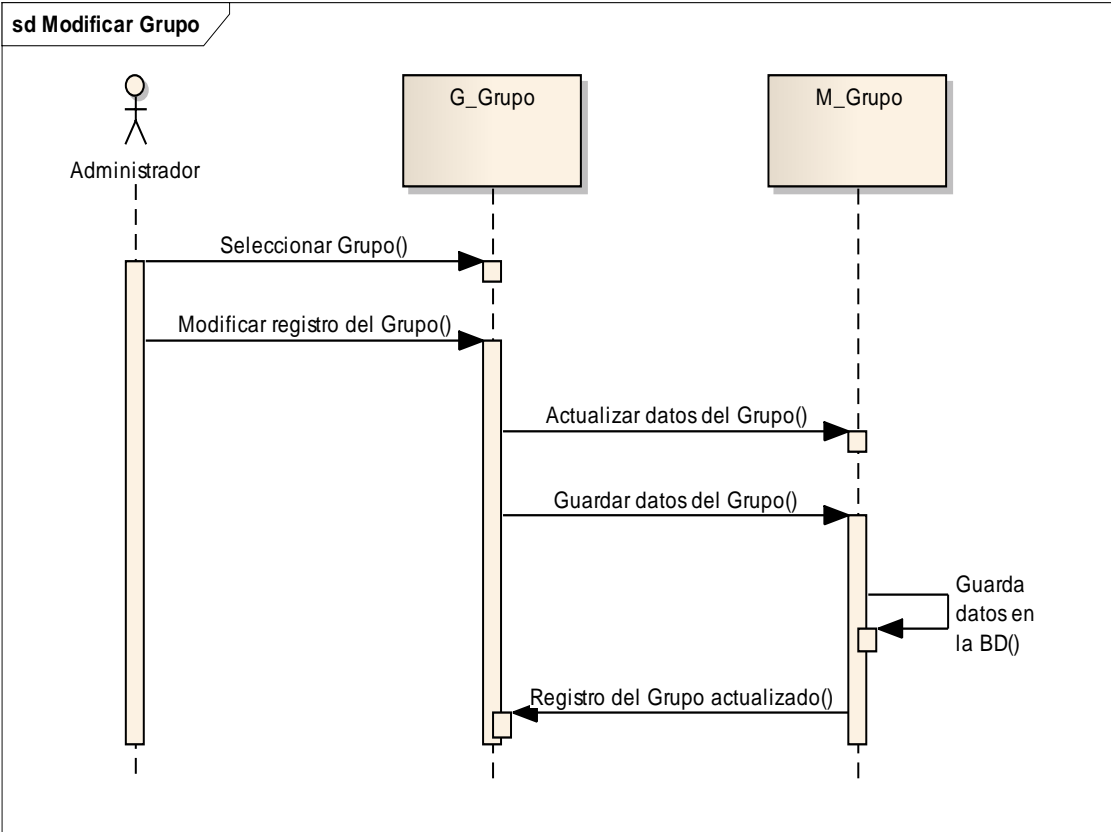 sd Modificar Grupo
G_Grupo
M_Grupo
Administrador
Seleccionar Grupo()
Modificar registro del Grupo()
Actualizar datos del Grupo()
Guardar datos del Grupo()
Guarda
datos en
la BD()
Registro del Grupo actualizado()